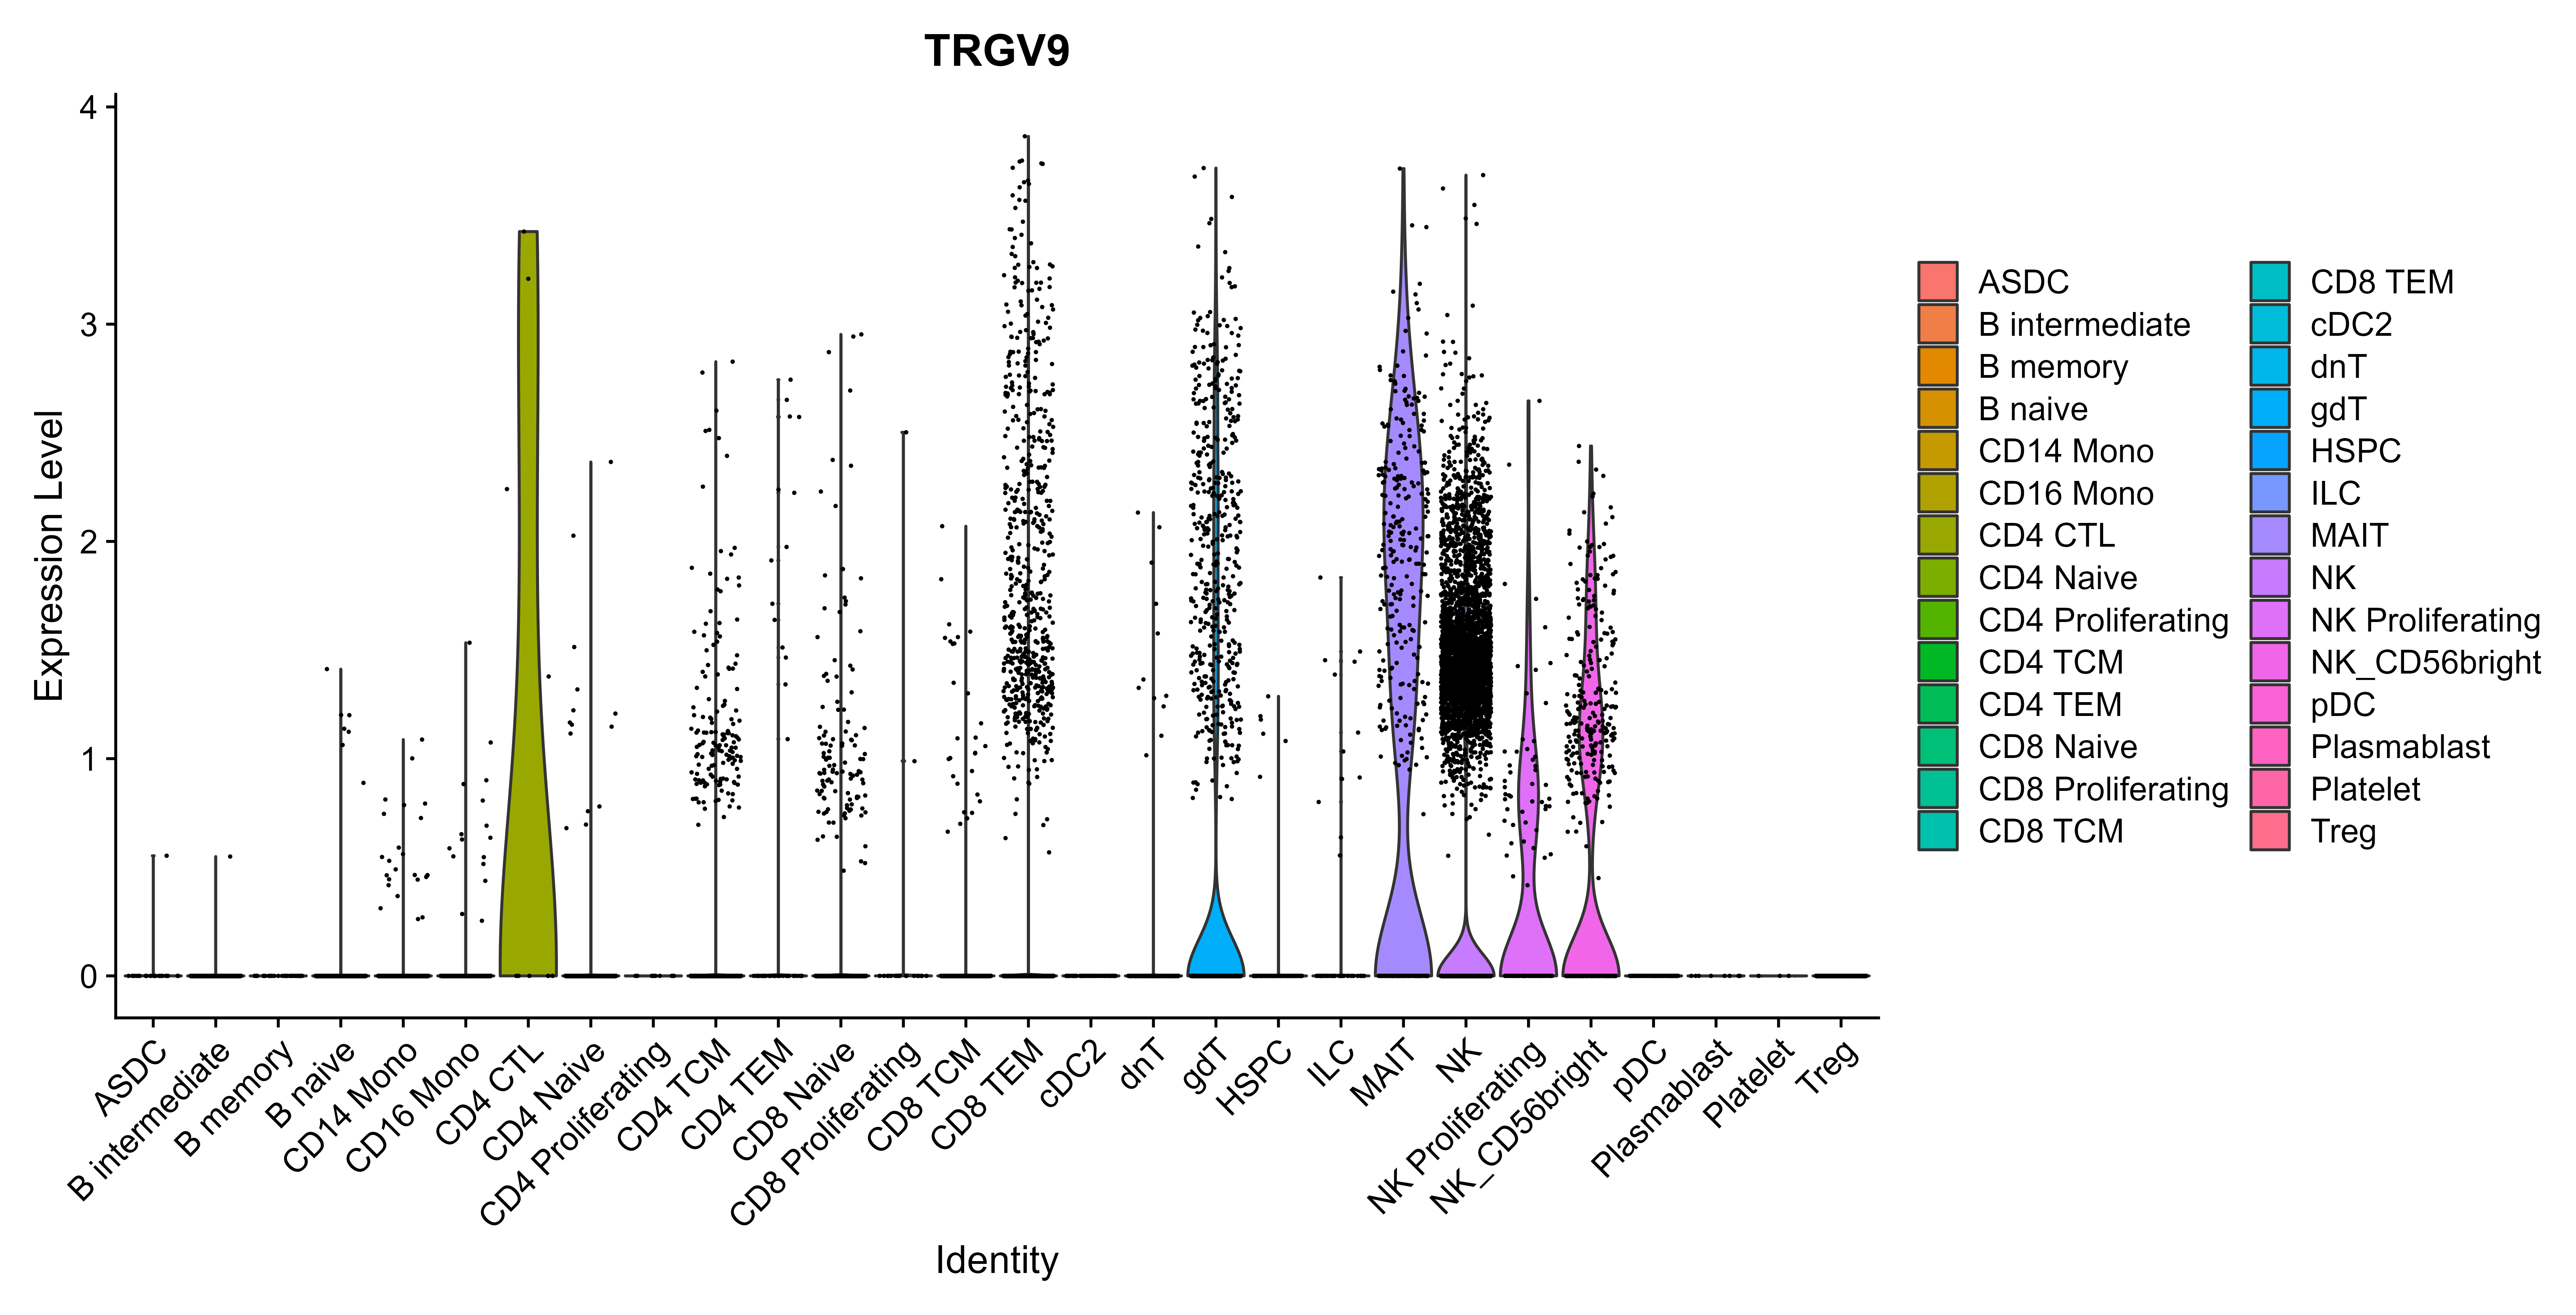 TRGV9
4
3
2
1
0
Expression Level
ASDC
B intermediate
B memory
B naive
CD14 Mono
CD16 Mono
CD4 CTL
CD4 Naive
CD4 Proliferating
CD4 TCM
CD4 TEM
CD8 Naive
CD8 Proliferating
CD8 TCM
CD8 TEM
cDC2
dnT
gdT
HSPC
ILC
MAIT
NK
NK Proliferating
NK_CD56bright
pDC
Plasmablast
Platelet
Treg
Identity
ASDC
B intermediate
B memory
B naive
CD14 Mono
CD16 Mono
CD4 CTL
CD4 Naive
CD4 Proliferating
CD4 TCM
CD4 TEM
CD8 Naive
CD8 Proliferating
CD8 TCM
CD8 TEM
cDC2
dnT
gdT
HSPC
ILC
MAIT
NK
NK Proliferating
NK_CD56bright
pDC
Plasmablast
Platelet
Treg